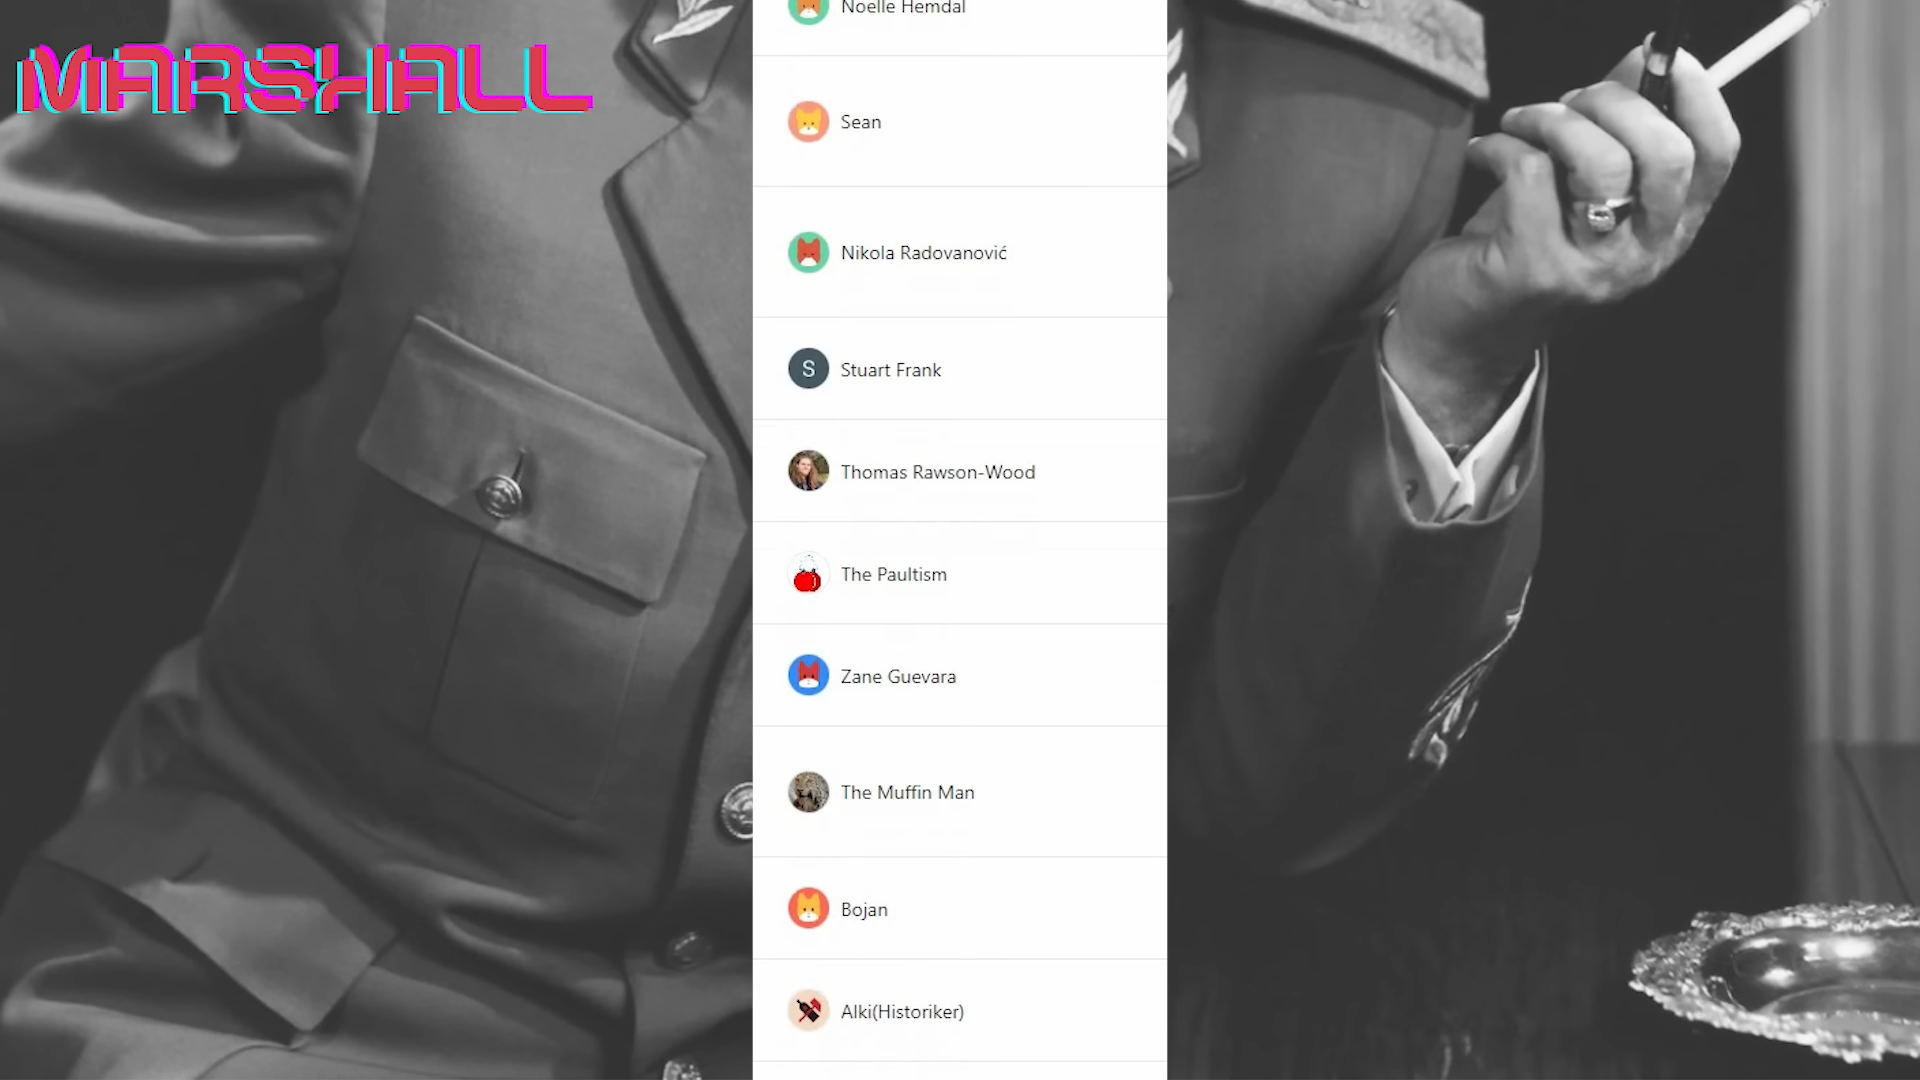 MARSHALL
Noelle Hemdal
Sean
Nikola Radovanović
S
Stuart Frank
Thomas Rawson-Wood
The Paultism
Zane Guevara
The Muffin Man
Bojan
Alki(Historiker)